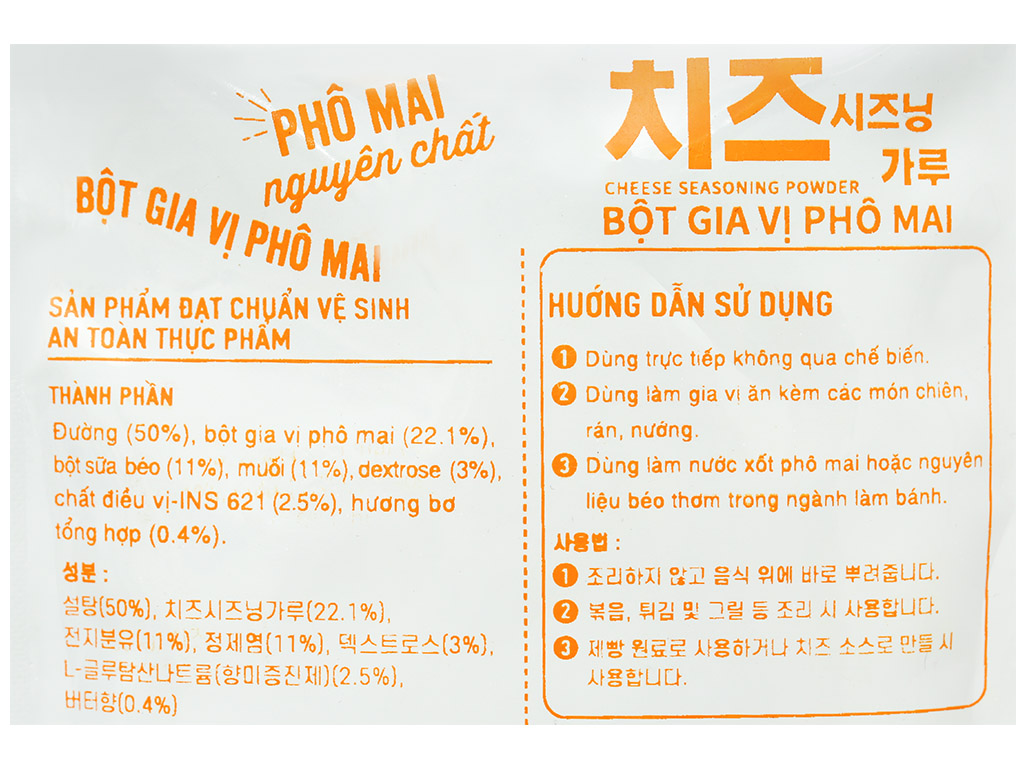 PHÔ MAI
nguyên chất
BỘT GIA VỊ PHÔ MAI
SẢN PHẨM ĐẠT CHUẨN VỆ SINH
AN TOÀN THỰC PHẨM
THÀNH PHẦN
Đường (50%), bột gia vị phô mai (22.1%),
bột sữa béo (11%), muối (11%), dextrose (3%),
chất điều vị-INS 621 (2.5%), hương bơ
tổng hợp (0.4%).
성분 :
설탕(50%), 치즈시즈닝가루(22.1%),
전지분유(11%), 정제염(11%), 덱스트로스(3%),
L-글루탐산나트륨(향미증진제)(2.5%),
버터향(0.4%)
치즈 시즈닝
가루
CHEESE SEASONING POWDER
BỘT GIA VỊ PHÔ MAI
HUỚNG DẪN SỬ DỤNG
1 Dùng trực tiếp không qua chế biến.
2 Dùng làm gia vị ăn kèm các món chiên,
rán, nướng.
3 Dùng làm nước xốt phô mai hoặc nguyên
liệu béo thơm trong ngành làm bánh.
사용법 :
1 조리하지 않고 음식 위에 바로 뿌려줍니다.
2 볶음, 튀김 및 그릴 등 조리 시 사용합니다.
3 제빵 원료로 사용하거나 치즈 소스로 만들 시
사용합니다.